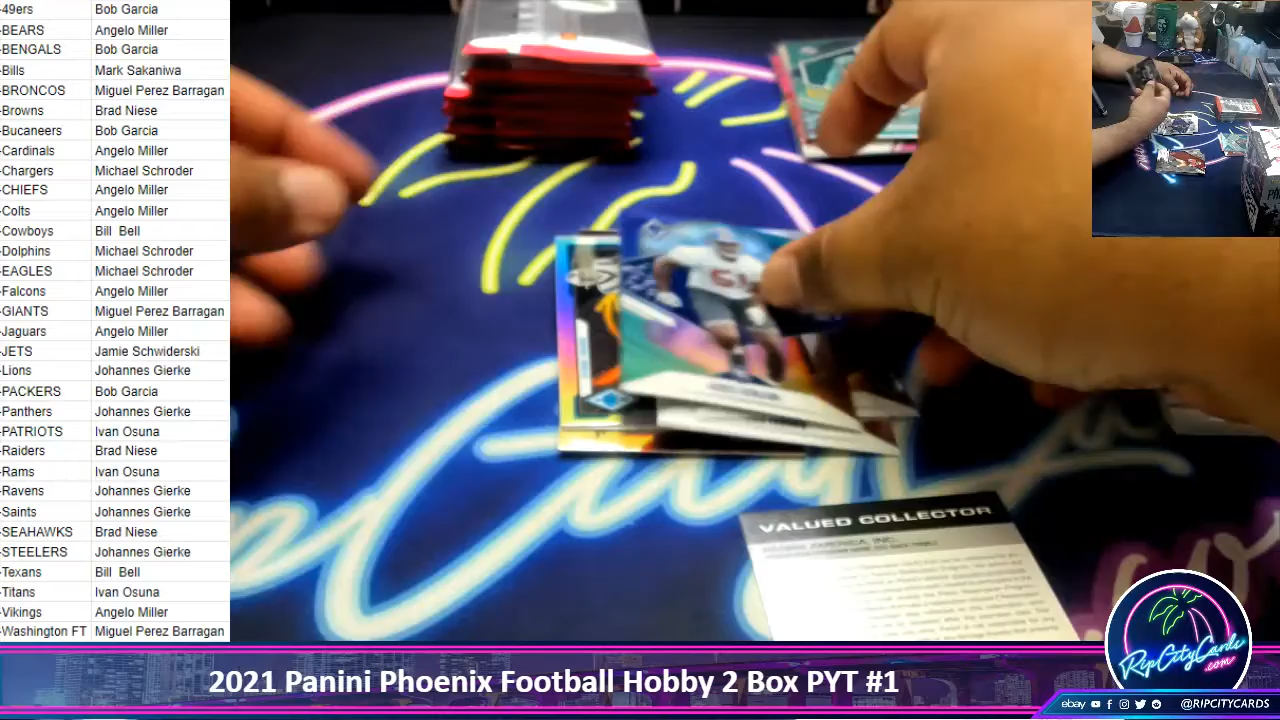 -49ers Bob Garcia
-BEARS Angelo Miller
-BENGALS Bob Garcia
-Bills Mark Sakaniwa
-BRONCOS Miguel Perez Barragan
-Browns Brad Niese
-Bucaneers Bob Garcia
-Cardinals Angelo Miller
-Chargers Michael Schroder
-CHIEFS Angelo Miller
-Colts Angelo Miller
-Cowboys Bill Bell
-Dolphins Michael Schroder
-EAGLES Michael Schroder
-Falcons Angelo Miller
-GIANTS Miguel Perez Barragan
-Jaguars Angelo Miller
-JETS Jamie Schwiderski
-Lions Johannes Gierke
-PACKERS Bob Garcia
-Panthers Johannes Gierke
-PATRIOTS Ivan Osuna
-Raiders Brad Niese
-Rams Ivan Osuna
-Ravens Johannes Gierke
-Saints Johannes Gierke
-SEAHAWKS Brad Niese
-STEELERS Johannes Gierke
-Texans Bill Bell
-Titans Ivan Osuna
-Vikings Angelo Miller
-Washington FT Miguel Perez Barragan
VALUED COLLECTOR
RipCityCards
.com
2021 Panini Phoenix Football Hobby 2 Box PYT #1
ebay @RIPCITYCARDS